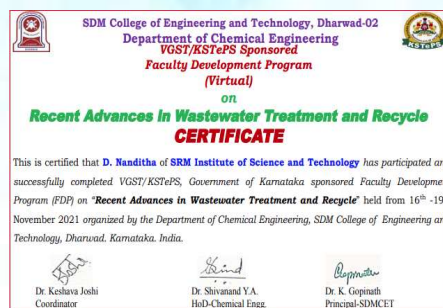 SDM College of Engineering and Technology, Dharwad-02
Department of Chemical Engineering
VGST/KSTePS Sponsored
Faculty Development Program
(Virtual)
on
Recent Advances in Wastewater Treatment and Recycle
CERTIFICATE
This is certified that D. Nanditha of SRM Institute of Science and Technology has participated an
successfully completed VGST/KSTePS, Government of Karnataka sponsored Faculty Developme
Program (FDP) on "Recent Advances in Wastewater Treatment and Recycle" held from 16th -19
November 2021 organized by the Department of Chemical Engineering, SDM College of Engineering an
Technology, Dharwad, Karnataka, India.
Dr. Keshava Joshi Dr. Shivanand Y.A. Dr. K. Gopinath
Coordinator HoD-Chemical Engg. Principal-SDMCET